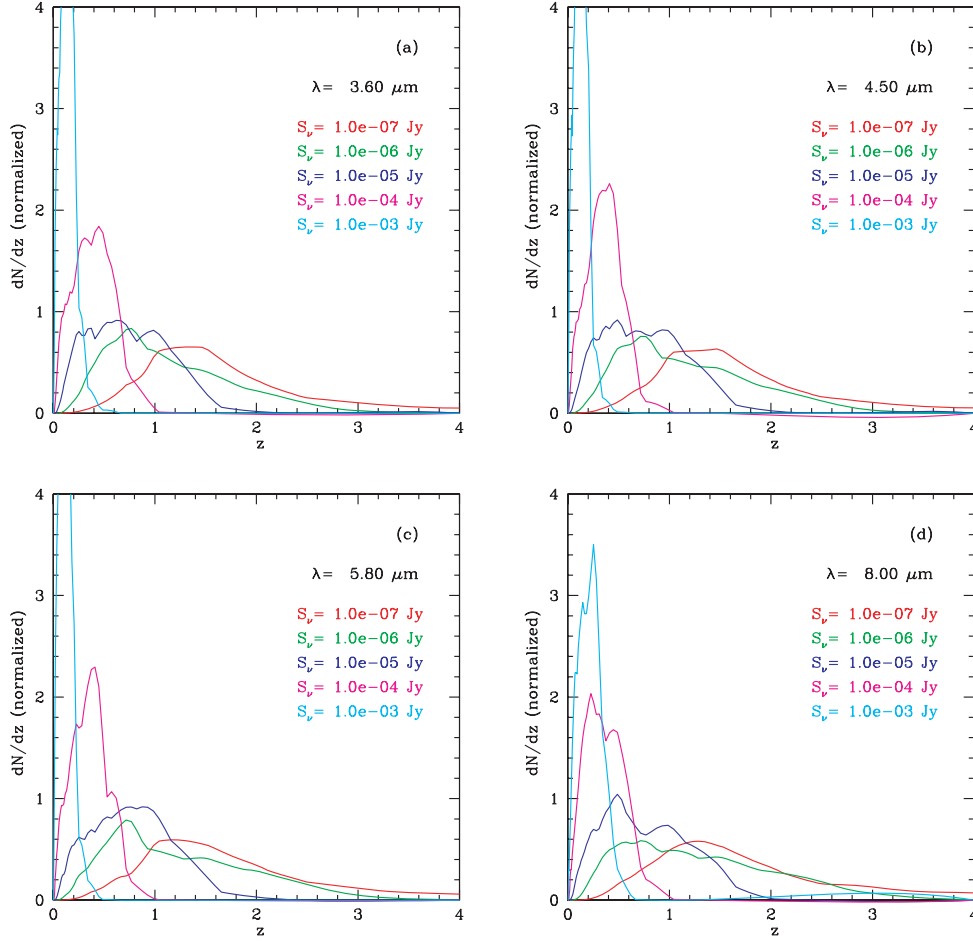 (a)
λ= 3.60 μm
S_ν= 1.0e−07 Jy
S_ν= 1.0e−06 Jy
S_ν= 1.0e−05 Jy
S_ν= 1.0e−04 Jy
S_ν= 1.0e−03 Jy
dN/dz (normalized)
4
3
2
1
0
0 1 2 3 4
z
(b)
λ= 4.50 μm
S_ν= 1.0e−07 Jy
S_ν= 1.0e−06 Jy
S_ν= 1.0e−05 Jy
S_ν= 1.0e−04 Jy
S_ν= 1.0e−03 Jy
dN/dz (normalized)
4
3
2
1
0
0 1 2 3 4
z
(c)
λ= 5.80 μm
S_ν= 1.0e−07 Jy
S_ν= 1.0e−06 Jy
S_ν= 1.0e−05 Jy
S_ν= 1.0e−04 Jy
S_ν= 1.0e−03 Jy
dN/dz (normalized)
4
3
2
1
0
0 1 2 3 4
z
(d)
λ= 8.00 μm
S_ν= 1.0e−07 Jy
S_ν= 1.0e−06 Jy
S_ν= 1.0e−05 Jy
S_ν= 1.0e−04 Jy
S_ν= 1.0e−03 Jy
dN/dz (normalized)
4
3
2
1
0
0 1 2 3 4
z